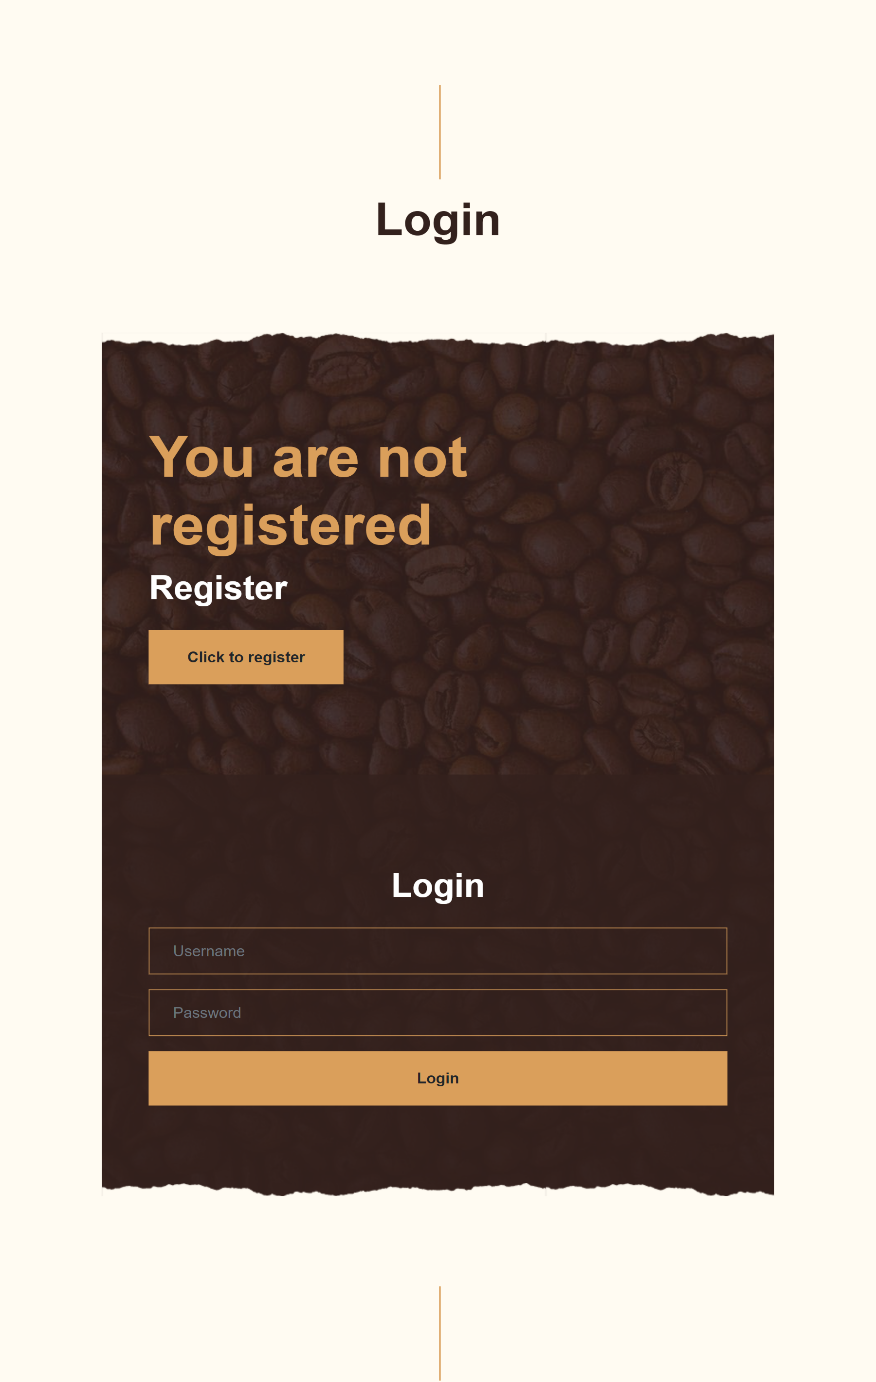 Login
You are not
registered
Register
Click to register
Login
Username
Password
Login